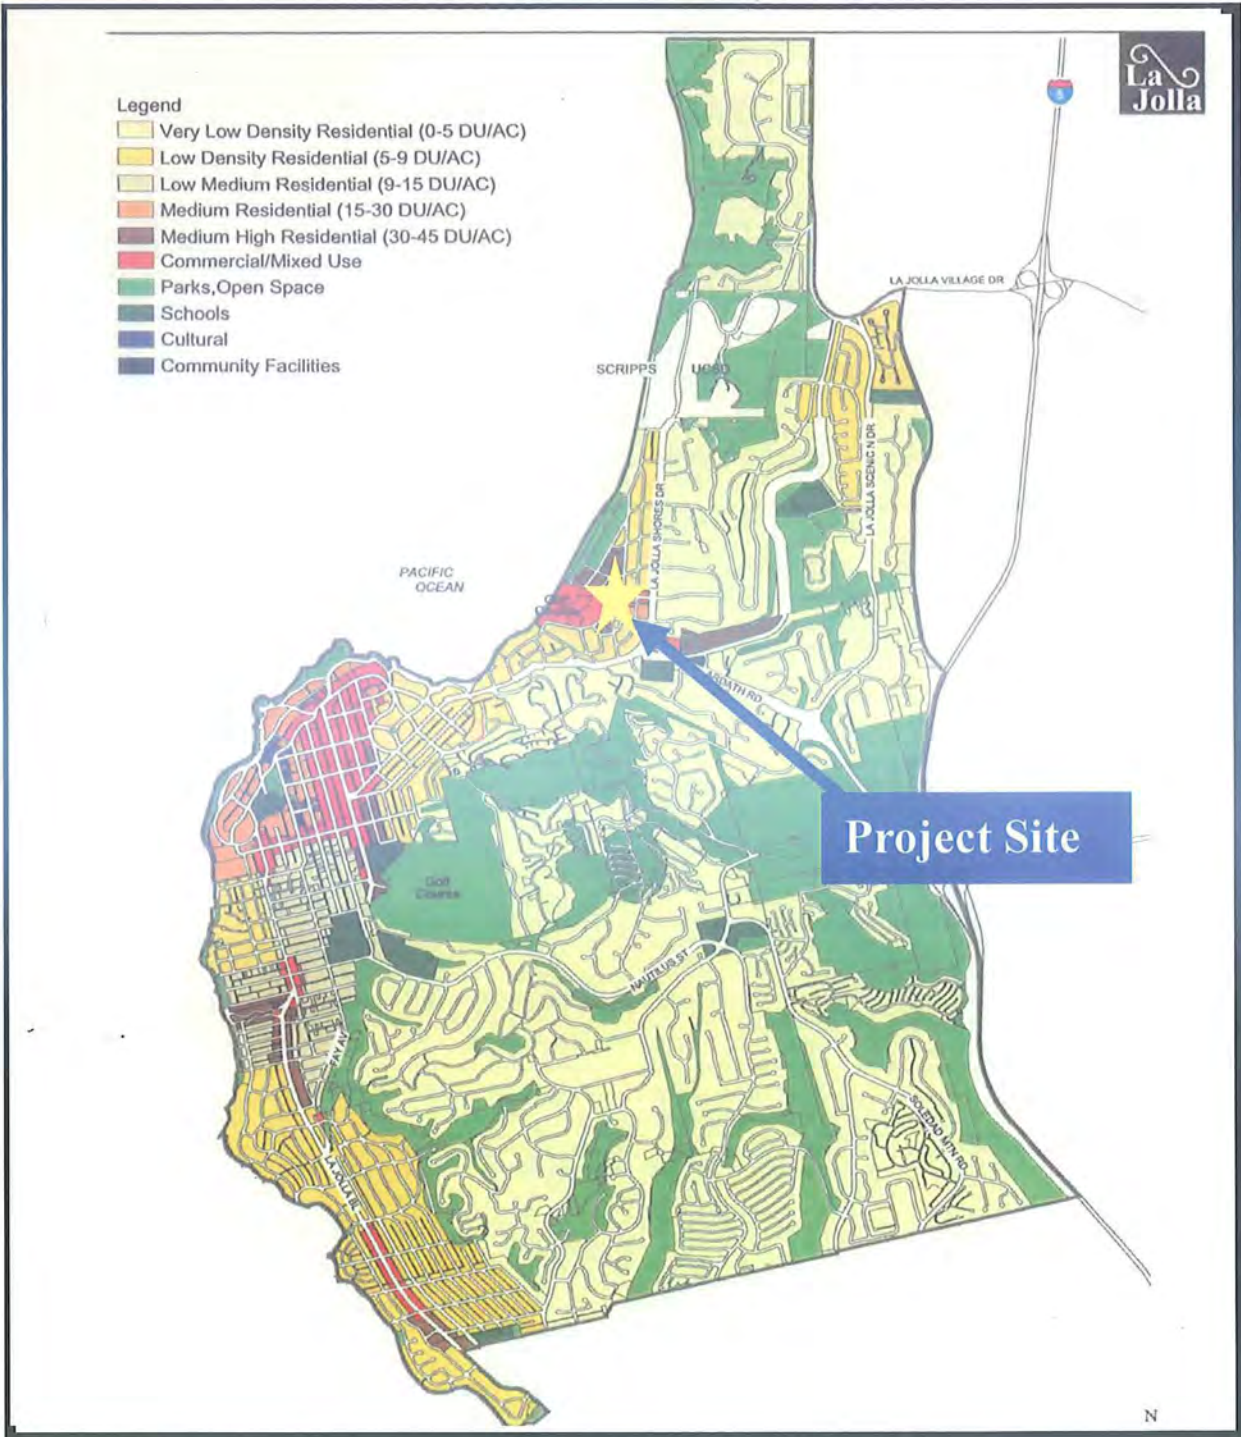 La
Jolla
5
Legend
Very Low Density Residential (0-5 DU/AC)
Low Density Residential (5-9 DU/AC)
Low Medium Residential (9-15 DU/AC)
Medium Residential (15-30 DU/AC)
Medium High Residential (30-45 DU/AC)
Commercial/Mixed Use
Parks,Open Space
Schools
Cultural
Community Facilities
LA JOLLA VILLAGE DR
SCRIPPS
UCSD
LA JOLLA SCENIC N DR
LA JOLLA SHORES DR
PACIFIC
OCEAN
ARDATH RD
Project Site
Golf
Course
NAUTILUS ST
FAY AV
SOLEDAD MTN RD
LA JOLLA BL
N